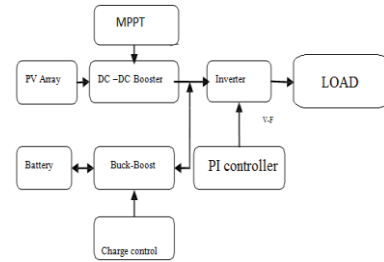 MPPT
PV Array
DC –DC Booster
Inverter
LOAD
V-F
Battery
Buck-Boost
PI controller
Charge control